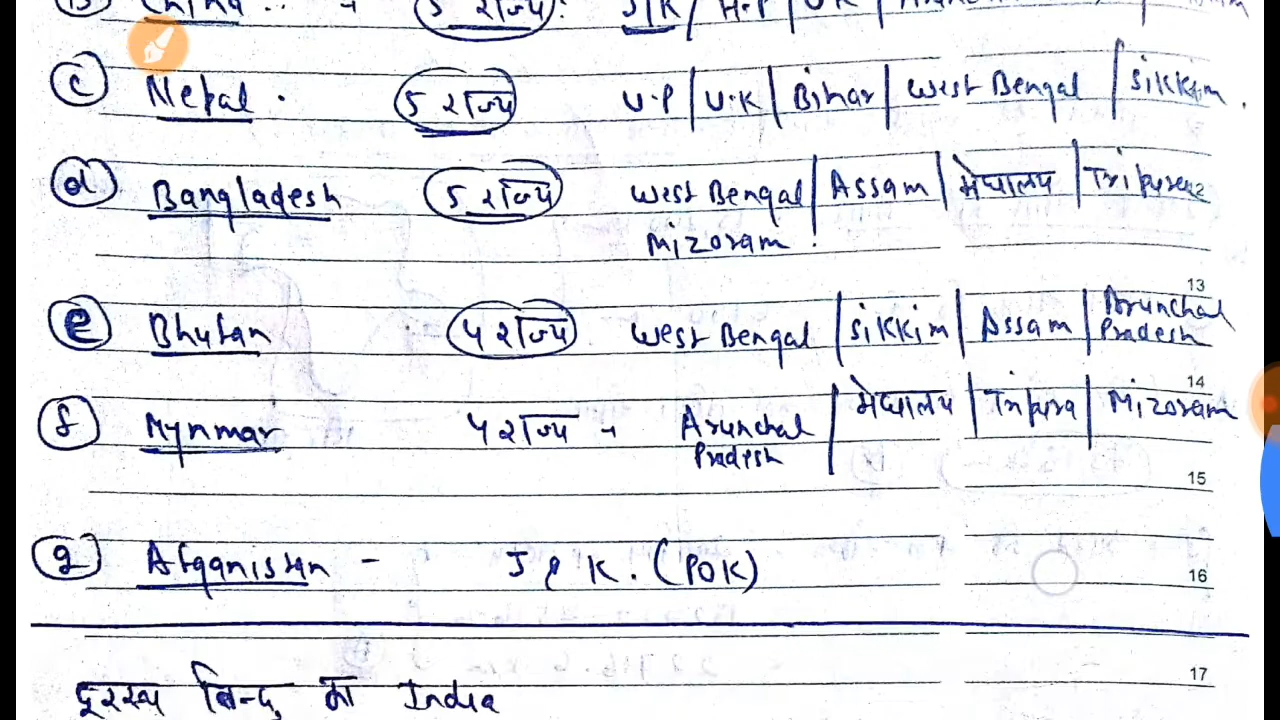 China .. - 5 राज्य. J/K / H.P / U.K /
c) Nepal . 5 राज्य U.P / U.K / Bihar / West Bengal / Sikkim .
d) Bangladesh 5 राज्य West Bengal / Assam / मेघालय / Tripura
Mizoram .
13
e) Bhutan 4 राज्य West Bengal / Sikkim / Assam / Arunchal Pradesh
14
f) Mynmar 4 राज्य - Arunchal Pradesh / मेघालय / Tripura / Mizoram
15
g) Afganistan - J & K . (POK)
16
17
दूरस्थ बिन्दु का India